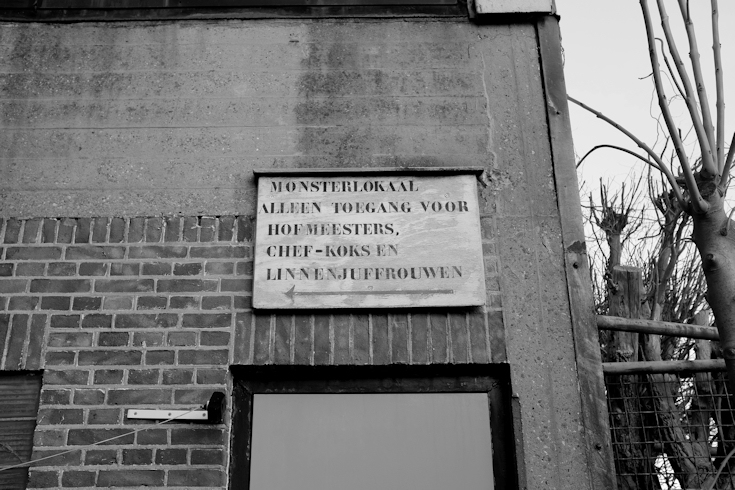 MONSTERLOKAAL
ALLEEN TOEGANG VOOR
HOFMEESTERS,
CHEF-KOKS EN
LINNENJUFFROUWEN